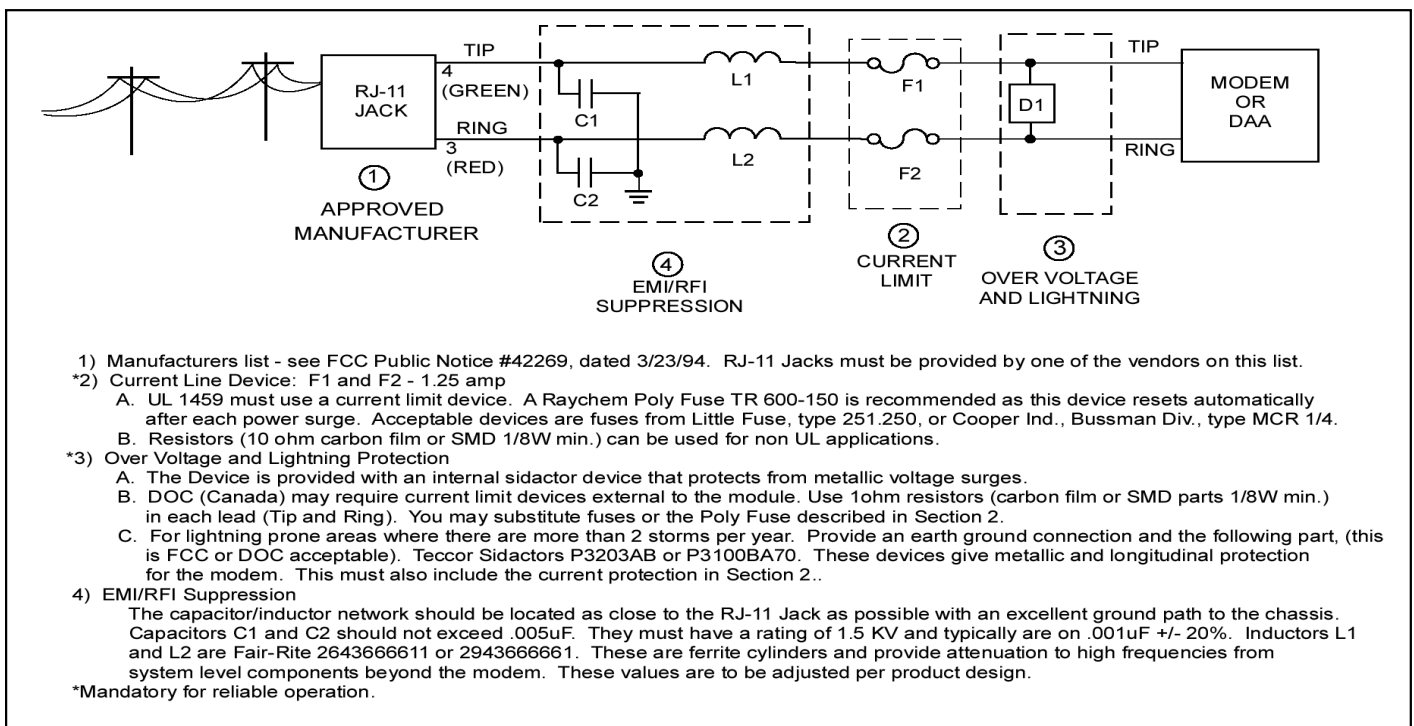 TIP
4
(GREEN)
RJ-11
JACK
RING
3
(RED)
1
APPROVED
MANUFACTURER
C1
C2
L1
L2
4
EMI/RFI
SUPPRESSION
F1
F2
2
CURRENT
LIMIT
D1
TIP
RING
3
OVER VOLTAGE
AND LIGHTNING
MODEM
OR
DAA
1) Manufacturers list - see FCC Public Notice #42269, dated 3/23/94. RJ-11 Jacks must be provided by one of the vendors on this list.
*2) Current Line Device: F1 and F2 - 1.25 amp
A. UL 1459 must use a current limit device. A Raychem Poly Fuse TR 600-150 is recommended as this device resets automatically
after each power surge. Acceptable devices are fuses from Little Fuse, type 251.250, or Cooper Ind., Bussman Div., type MCR 1/4.
B. Resistors (10 ohm carbon film or SMD 1/8W min.) can be used for non UL applications.
*3) Over Voltage and Lightning Protection
A. The Device is provided with an internal sidactor device that protects from metallic voltage surges.
B. DOC (Canada) may require current limit devices external to the module. Use 1ohm resistors (carbon film or SMD parts 1/8W min.)
in each lead (Tip and Ring). You may substitute fuses or the Poly Fuse described in Section 2.
C. For lightning prone areas where there are more than 2 storms per year. Provide an earth ground connection and the following part, (this
is FCC or DOC acceptable). Teccor Sidactors P3203AB or P3100BA70. These devices give metallic and longitudinal protection
for the modem. This must also include the current protection in Section 2..
4) EMI/RFI Suppression
The capacitor/inductor network should be located as close to the RJ-11 Jack as possible with an excellent ground path to the chassis.
Capacitors C1 and C2 should not exceed .005uF. They must have a rating of 1.5 KV and typically are on .001uF +/- 20%. Inductors L1
and L2 are Fair-Rite 2643666611 or 2943666661. These are ferrite cylinders and provide attenuation to high frequencies from
system level components beyond the modem. These values are to be adjusted per product design.
*Mandatory for reliable operation.